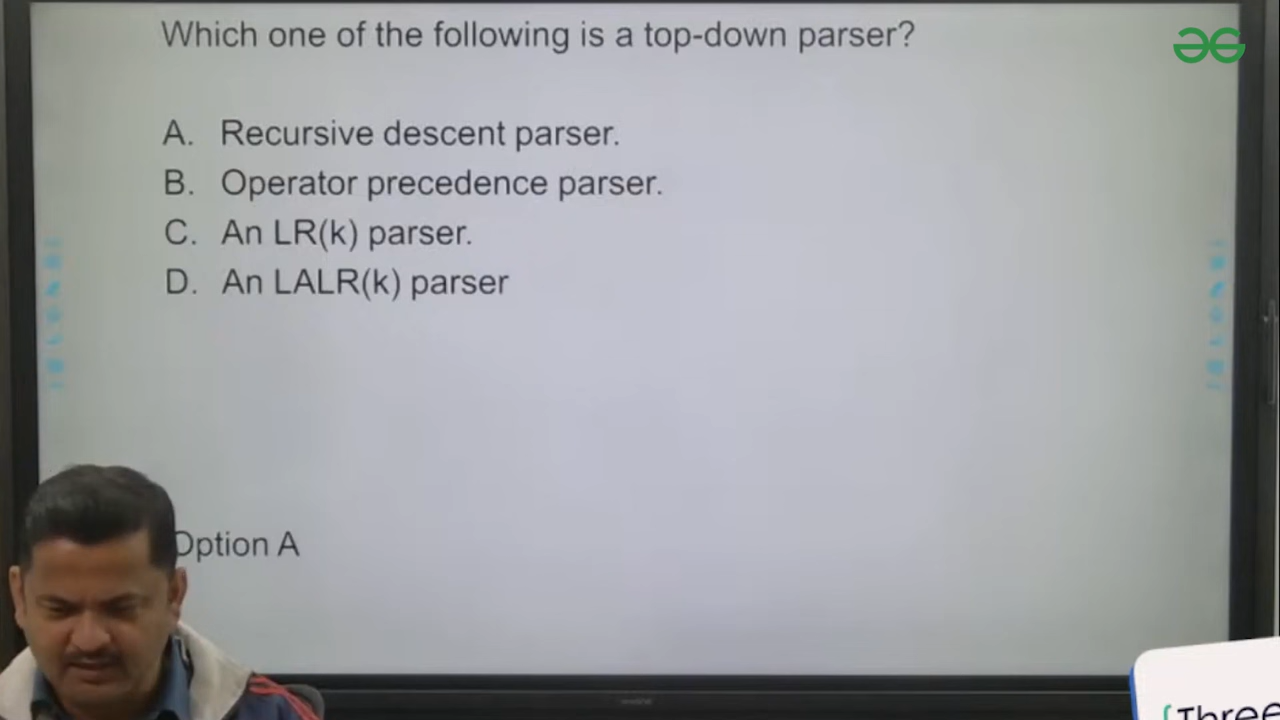 Which one of the following is a top-down parser?
A. Recursive descent parser.
B. Operator precedence parser.
C. An LR(k) parser.
D. An LALR(k) parser
Option A
{Three